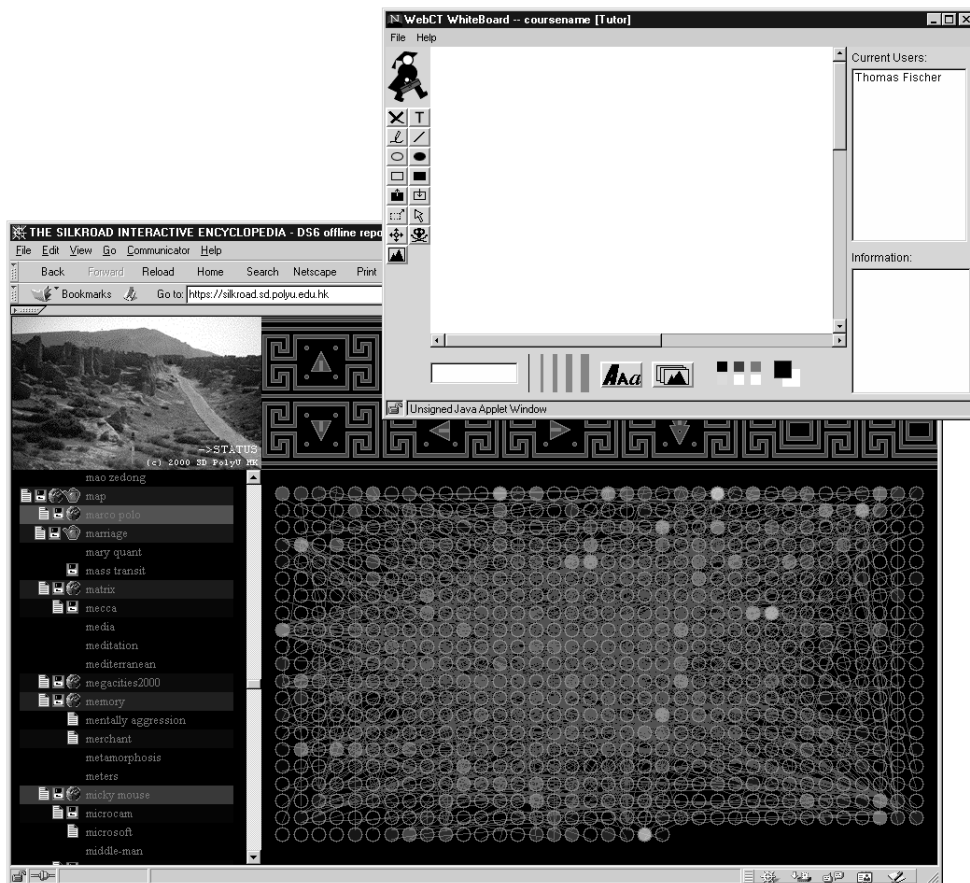 WebCT WhiteBoard -- coursename [Tutor]
File Help
Current Users:
Thomas Fischer
T
Information:
AAa
Unsigned Java Applet Window
THE SILKROAD INTERACTIVE ENCYCLOPEDIA - DS6 offline repo
File Edit View Go Communicator Help
Back Forward Reload Home Search Netscape Print
Bookmarks Go to: https://silkroad.sd.polyu.edu.hk
->STATUS
(c) 2000 SD PolyU HK
mao zedong
map
marco polo
marriage
mary quant
mass transit
matrix
mecca
media
meditation
mediterranean
megacities2000
memory
mentally aggression
merchant
metamorphosis
meters
micky mouse
microcam
microsoft
middle-man